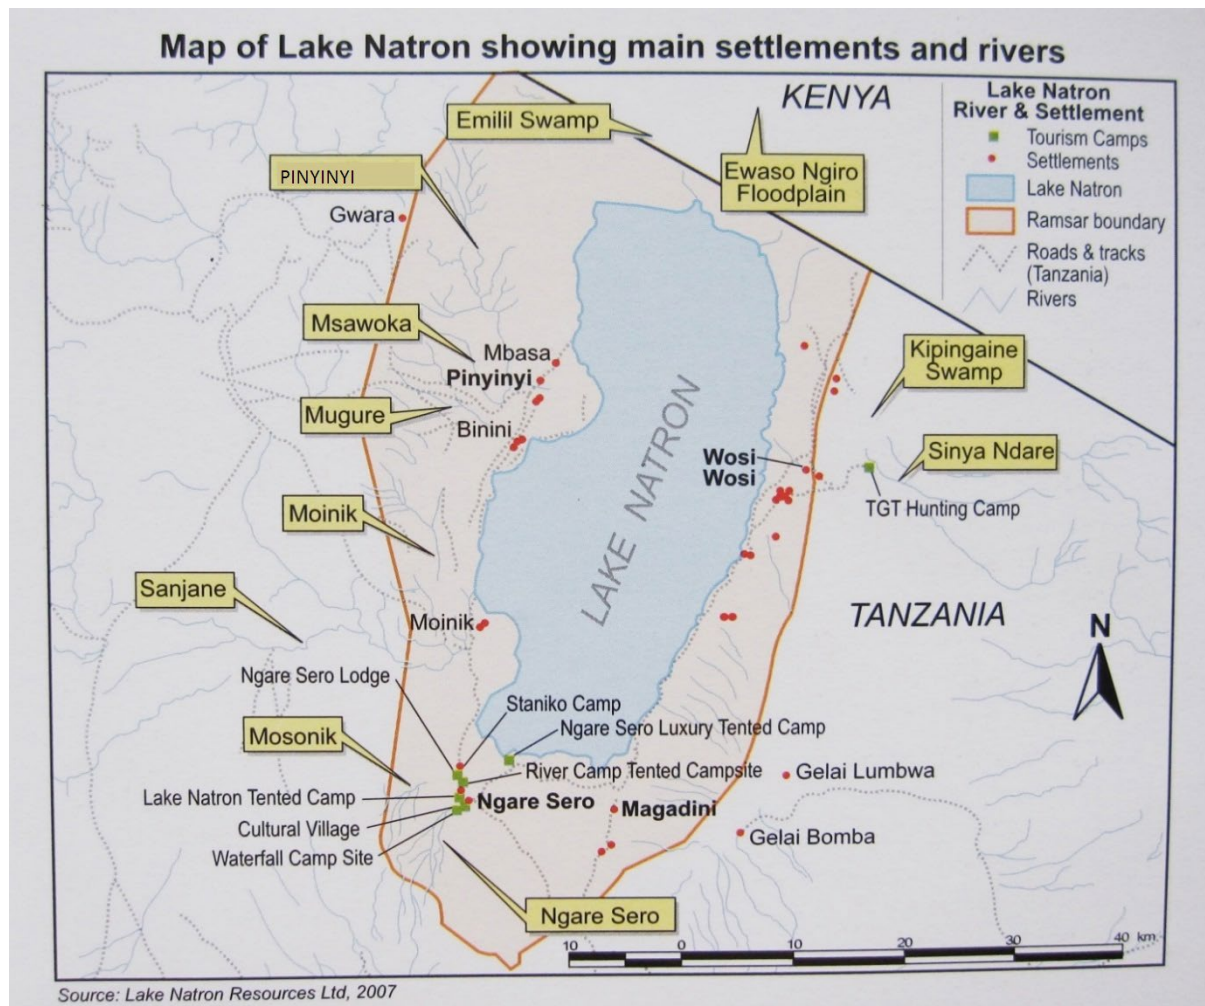 Map of Lake Natron showing main settlements and rivers
KENYA
Lake Natron
River & Settlement
Tourism Camps
Settlements
Lake Natron
Ramsar boundary
Roads & tracks
(Tanzania)
Rivers
Emilil Swamp
Ewaso Ngiro
Floodplain
PINYINYI
Gwara
Msawoka
Mbasa
Pinyinyi
Mugure
Binini
Kipingaine
Swamp
Sinya Ndare
Wosi
Wosi
TGT Hunting Camp
Moinik
LAKE NATRON
Sanjane
Moinik
TANZANIA
N
Ngare Sero Lodge
Staniko Camp
Ngare Sero Luxury Tented Camp
Mosonik
River Camp Tented Campsite
Gelai Lumbwa
Lake Natron Tented Camp
Ngare Sero
Magadini
Cultural Village
Gelai Bomba
Waterfall Camp Site
Ngare Sero
10 0 10 20 30 40 km
Source: Lake Natron Resources Ltd, 2007